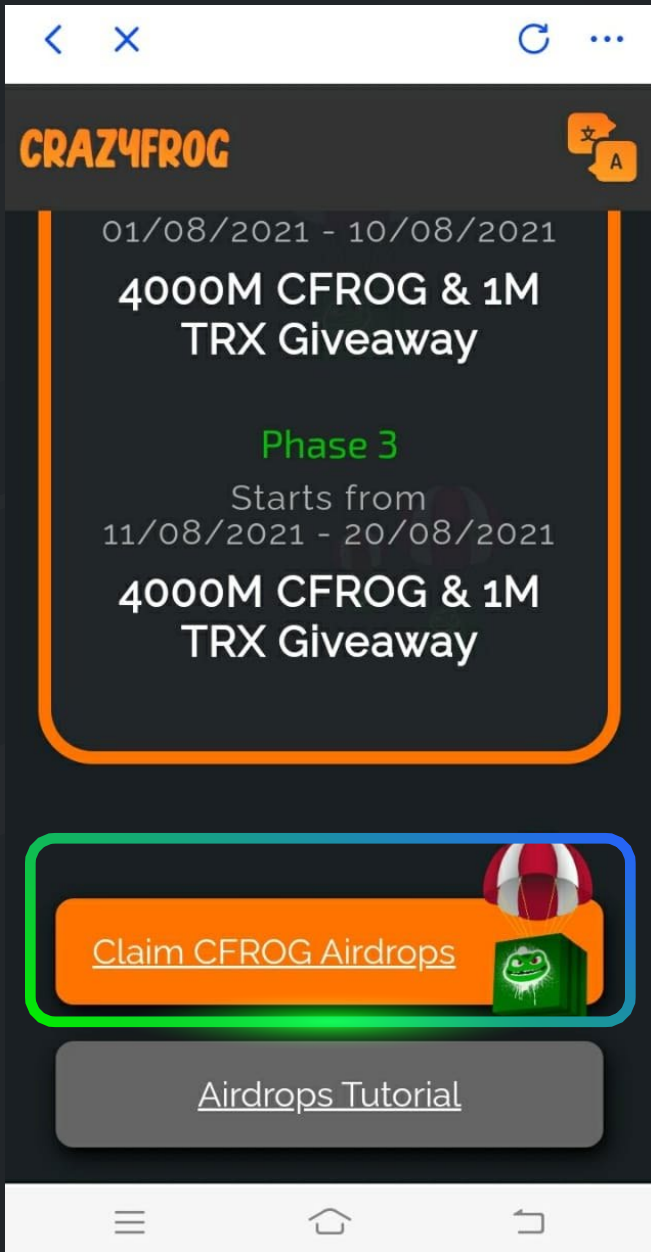 CRAZYFROG
文
A
01/08/2021 - 10/08/2021
4000M CFROG & 1M
TRX Giveaway
Phase 3
Starts from
11/08/2021 - 20/08/2021
4000M CFROG & 1M
TRX Giveaway
Claim CFROG Airdrops
Airdrops Tutorial